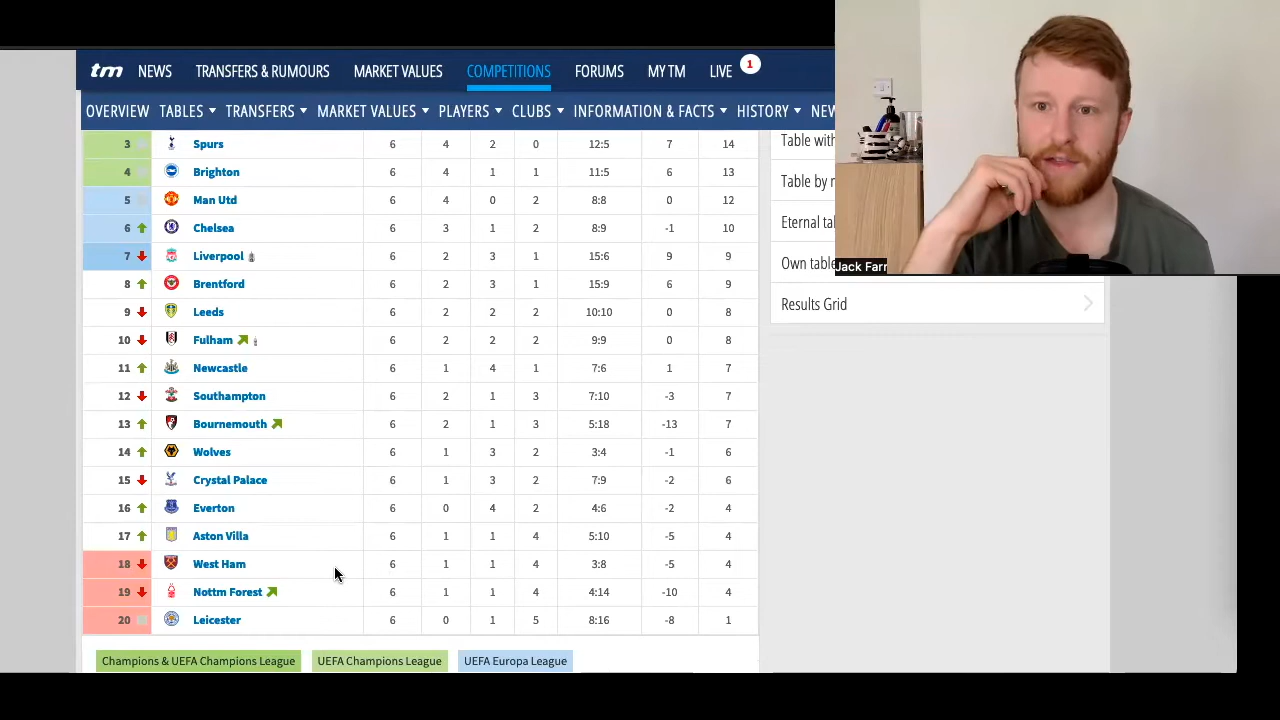 tm NEWS TRANSFERS & RUMOURS MARKET VALUES COMPETITIONS FORUMS MY TM LIVE 1
OVERVIEW TABLES TRANSFERS MARKET VALUES PLAYERS CLUBS INFORMATION & FACTS HISTORY NEW
3 Spurs 6 4 2 0 12:5 7 14
4 Brighton 6 4 1 1 11:5 6 13
5 Man Utd 6 4 0 2 8:8 0 12
6 Chelsea 6 3 1 2 8:9 -1 10
7 Liverpool 6 2 3 1 15:6 9 9
8 Brentford 6 2 3 1 15:9 6 9
9 Leeds 6 2 2 2 10:10 0 8
10 Fulham 6 2 2 2 9:9 0 8
11 Newcastle 6 1 4 1 7:6 1 7
12 Southampton 6 2 1 3 7:10 -3 7
13 Bournemouth 6 2 1 3 5:18 -13 7
14 Wolves 6 1 3 2 3:4 -1 6
15 Crystal Palace 6 1 3 2 7:9 -2 6
16 Everton 6 0 4 2 4:6 -2 4
17 Aston Villa 6 1 1 4 5:10 -5 4
18 West Ham 6 1 1 4 3:8 -5 4
19 Nottm Forest 6 1 1 4 4:14 -10 4
20 Leicester 6 0 1 5 8:16 -8 1
Champions & UEFA Champions League UEFA Champions League UEFA Europa League
Table with
Table by
Eternal
Own table
Results Grid
Jack Farr